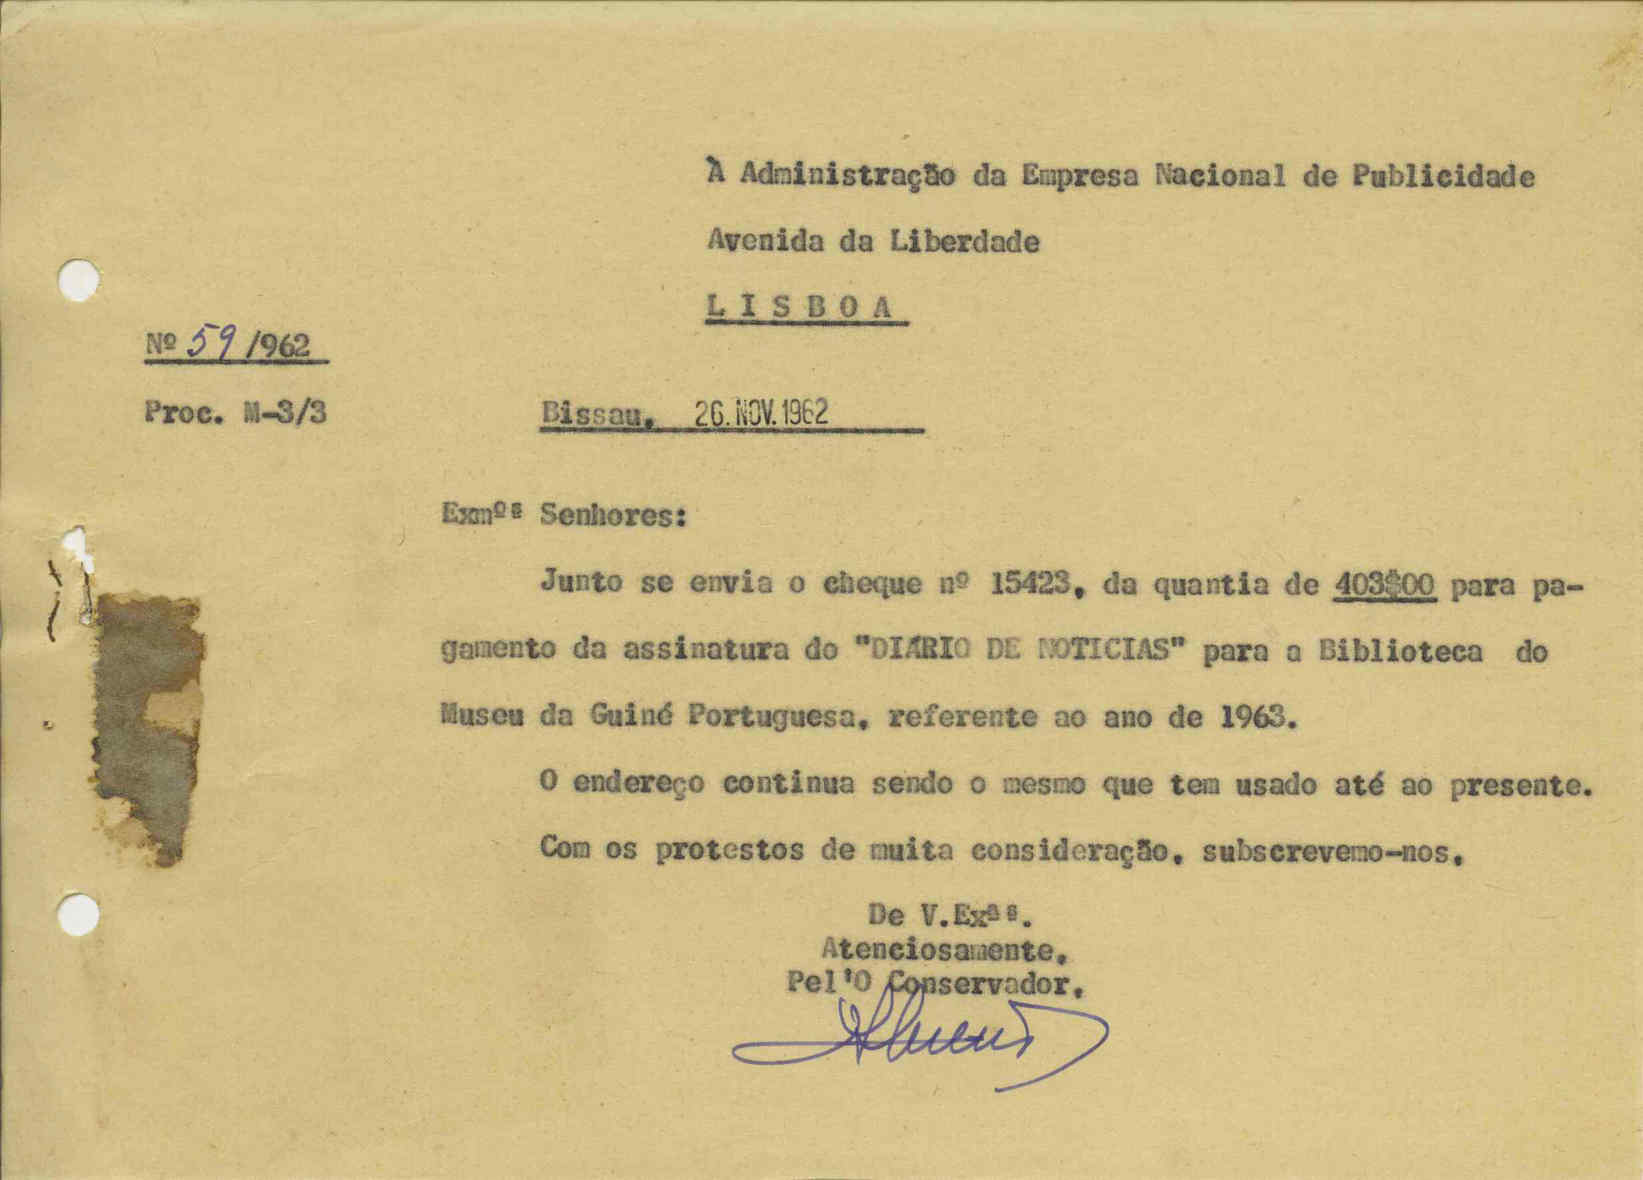 À Administração da Empresa Nacional de Publicidade
Avenida da Liberdade
L I S B O A
Nº 59/962
Proc. M-3/3
Bissau, 26. NOV. 1962
Exmºˢ Senhores:
Junto se envia o cheque nº 15423, da quantia de 403$00 para pa-
gamento da assinatura do "DIÁRIO DE NOTICIAS" para a Biblioteca do
Museu da Guiné Portuguesa, referente ao ano de 1963.
O endereço continua sendo o mesmo que tem usado até ao presente.
Com os protestos de muita consideração, subscrevemo-nos,
De V.Exªˢ.
Atenciosamente,
Pel'O Conservador,